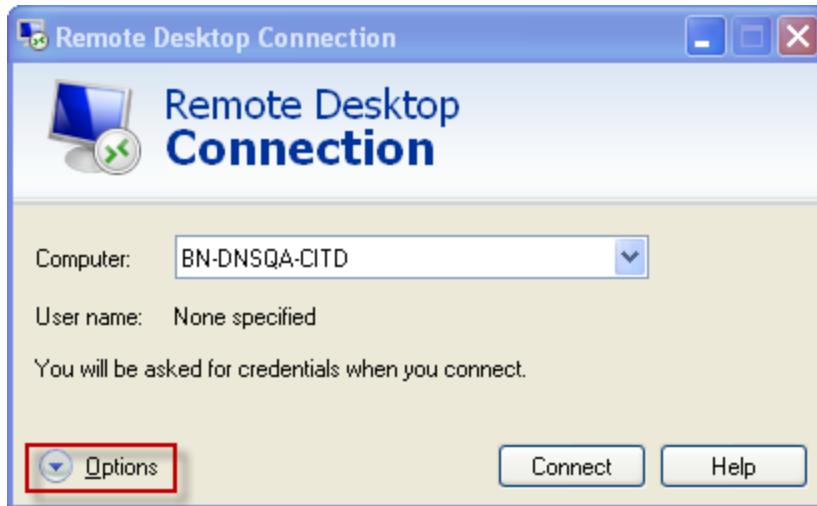 Remote Desktop Connection
Remote Desktop
Connection
Computer: BN-DNSQA-CITD
User name: None specified
You will be asked for credentials when you connect.
Options Connect Help